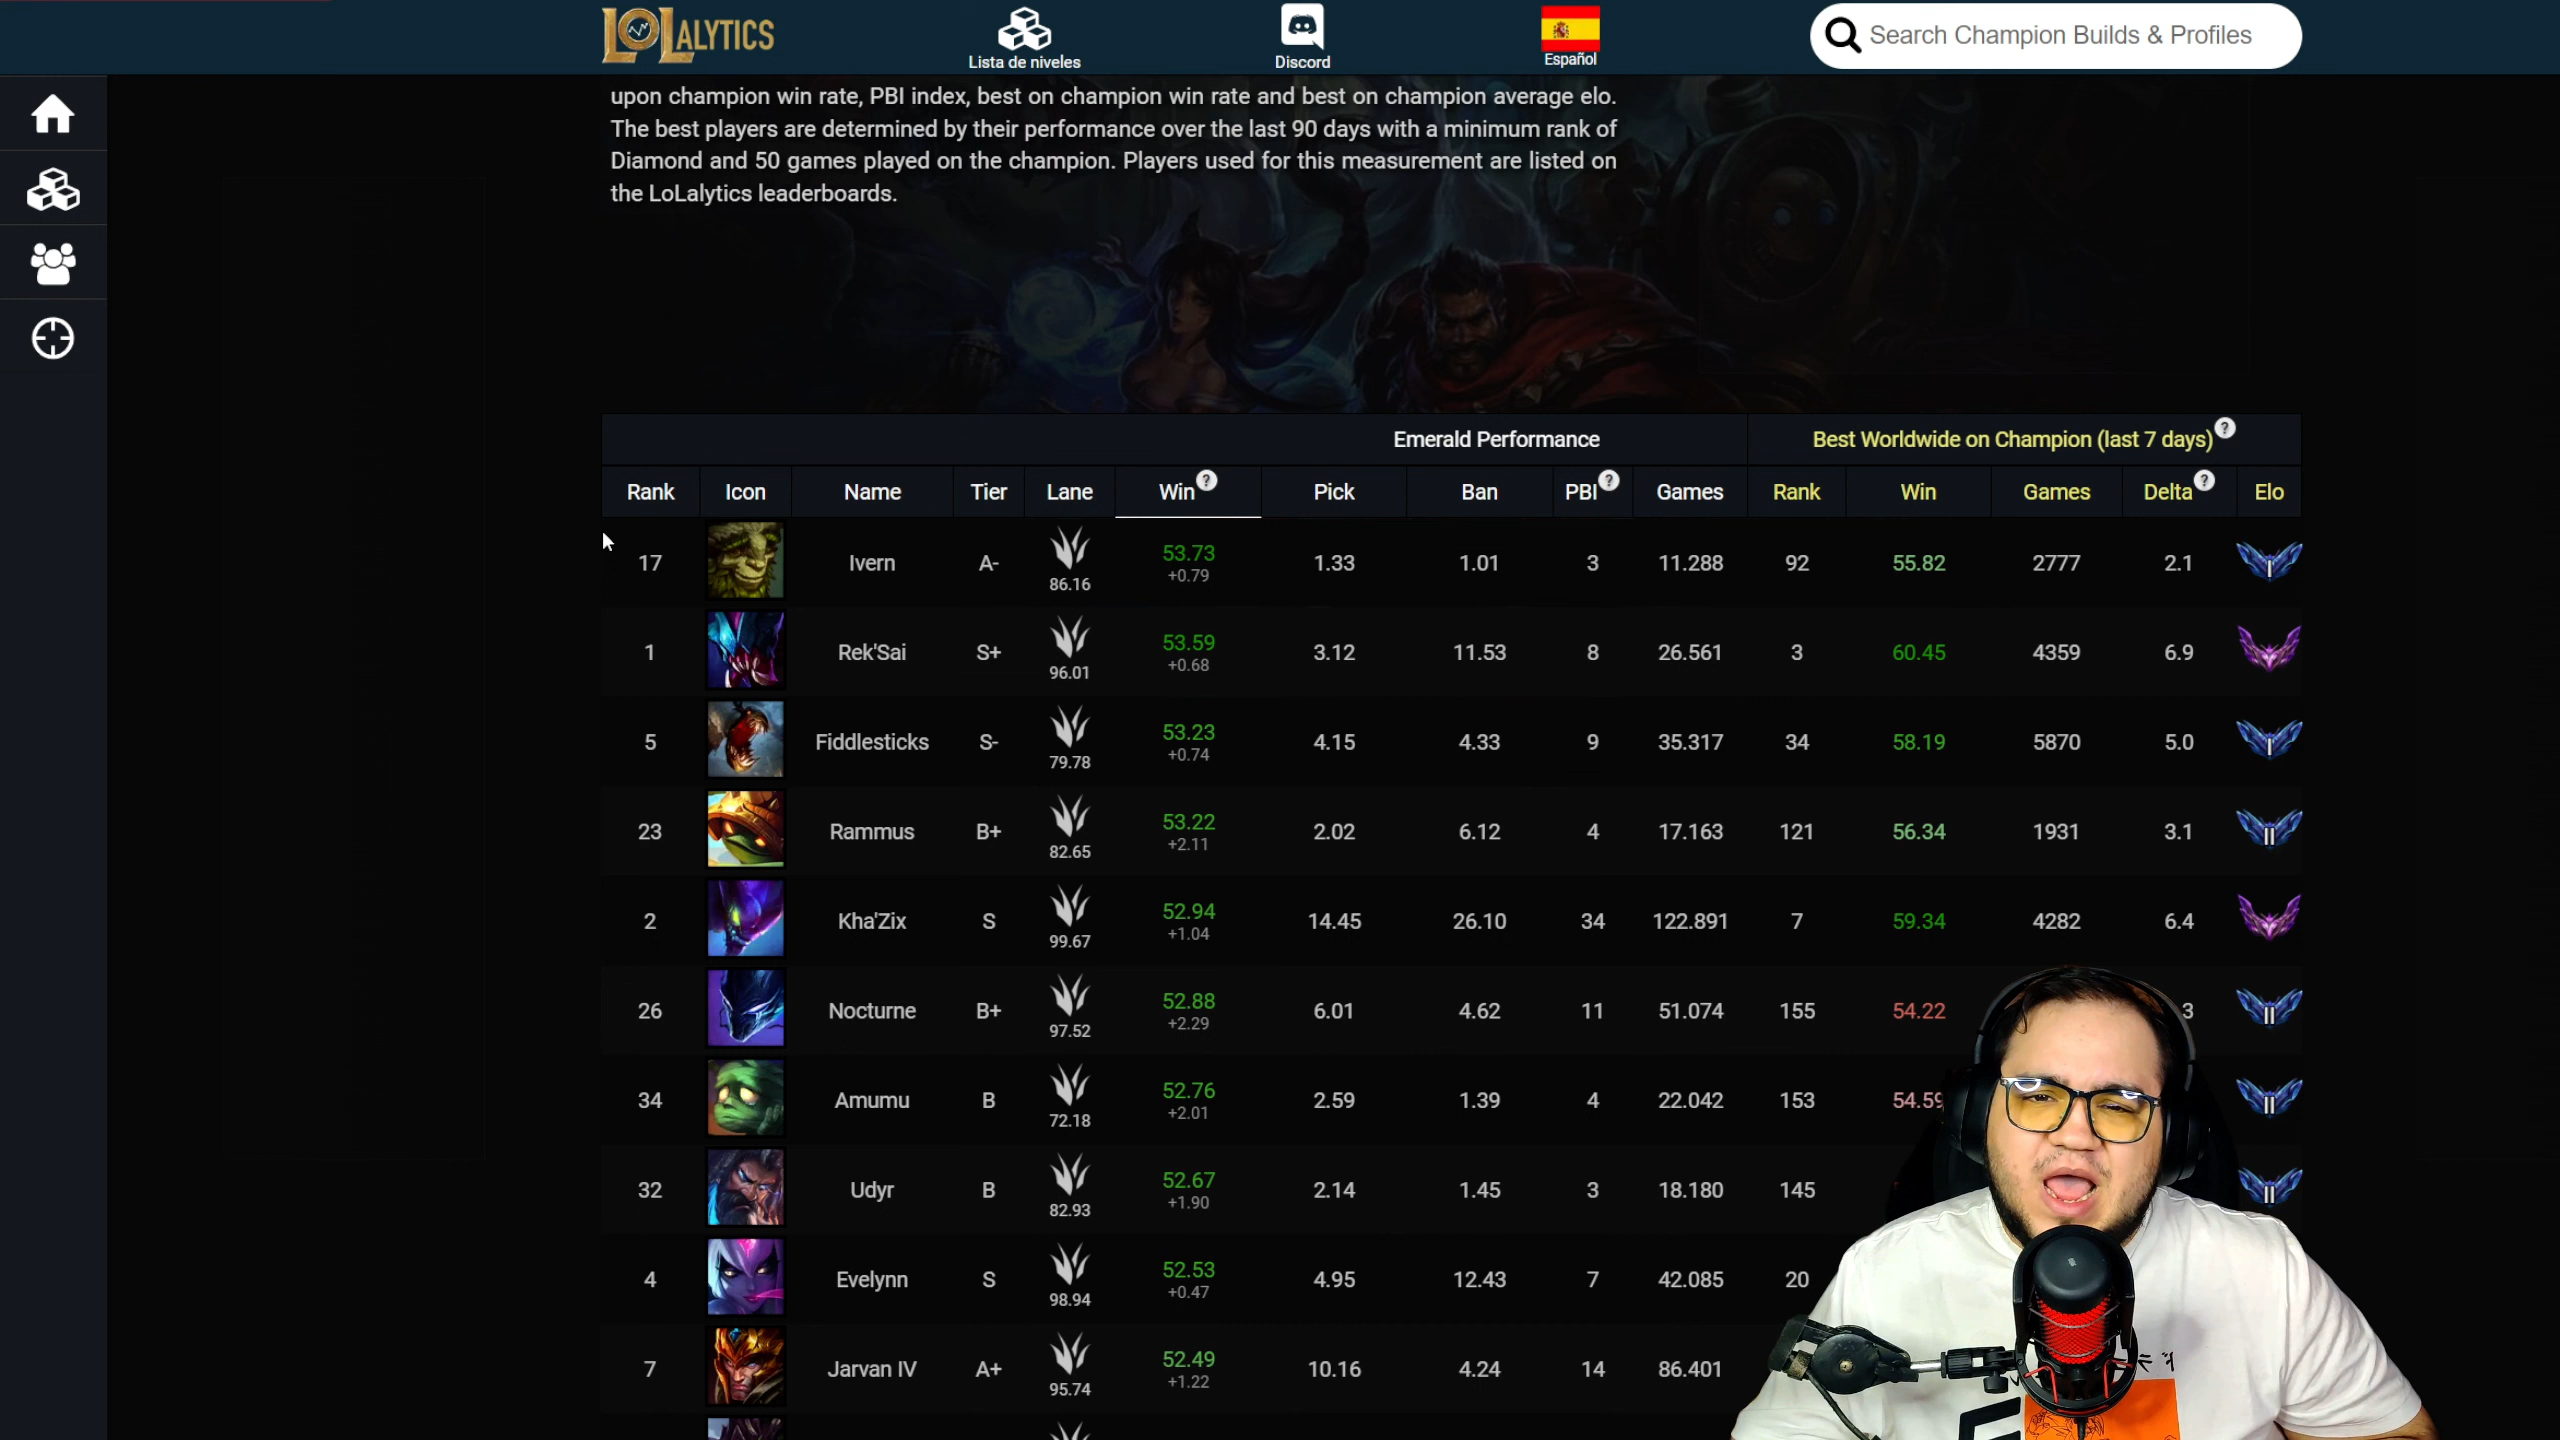 LOLALYTICS
Lista de niveles
Discord
Español
Search Champion Builds & Profiles
upon champion win rate, PBI index, best on champion win rate and best on champion average elo.
The best players are determined by their performance over the last 90 days with a minimum rank of
Diamond and 50 games played on the champion. Players used for this measurement are listed on
the LoLalytics leaderboards.
Emerald Performance Best Worldwide on Champion (last 7 days) ?
Rank Icon Name Tier Lane Win ? Pick Ban PBI ? Games Rank Win Games Delta ? Elo
17 Ivern A- 86.16 53.73 +0.79 1.33 1.01 3 11.288 92 55.82 2777 2.1 I
1 Rek'Sai S+ 96.01 53.59 +0.68 3.12 11.53 8 26.561 3 60.45 4359 6.9
5 Fiddlesticks S- 79.78 53.23 +0.74 4.15 4.33 9 35.317 34 58.19 5870 5.0 I
23 Rammus B+ 82.65 53.22 +2.11 2.02 6.12 4 17.163 121 56.34 1931 3.1 II
2 Kha'Zix S 99.67 52.94 +1.04 14.45 26.10 34 122.891 7 59.34 4282 6.4
26 Nocturne B+ 97.52 52.88 +2.29 6.01 4.62 11 51.074 155 54.22 3 II
34 Amumu B 72.18 52.76 +2.01 2.59 1.39 4 22.042 153 54.59 II
32 Udyr B 82.93 52.67 +1.90 2.14 1.45 3 18.180 145 II
4 Evelynn S 98.94 52.53 +0.47 4.95 12.43 7 42.085 20
7 Jarvan IV A+ 95.74 52.49 +1.22 10.16 4.24 14 86.401